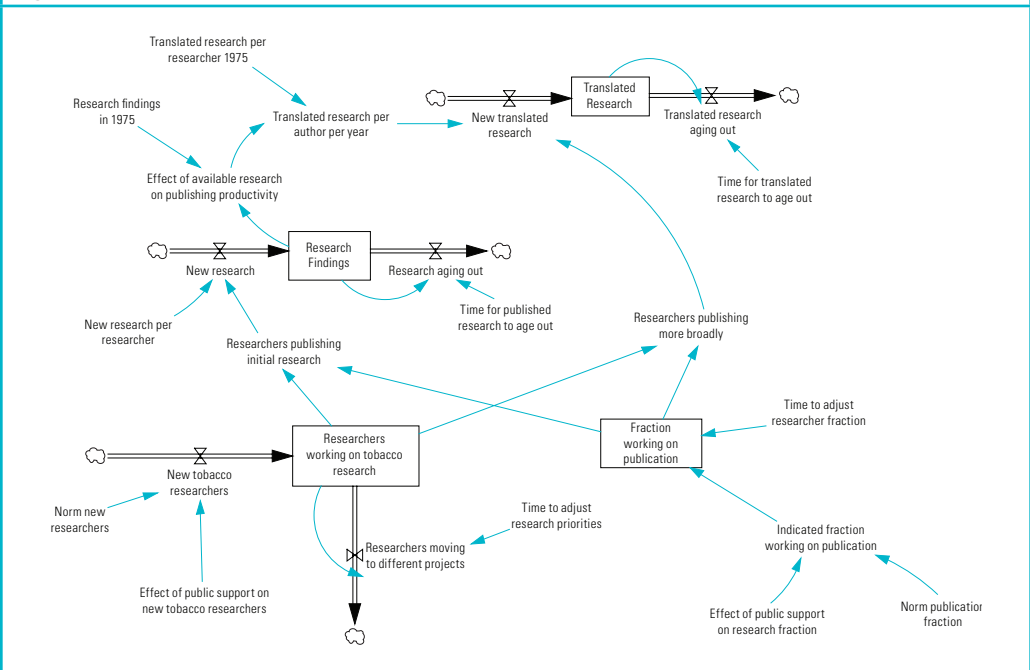 Translated research per
researcher 1975
Research findings
in 1975
Translated research per
author per year
New translated
research
Translated
Research
Translated research
aging out
Time for translated
research to age out
Effect of available research
on publishing productivity
New research
Research
Findings
Research aging out
Time for published
research to age out
New research per
researcher
Researchers publishing
initial research
Researchers publishing
more broadly
Researchers
working on tobacco
research
Fraction
working on
publication
Time to adjust
researcher fraction
New tobacco
researchers
Norm new
researchers
Time to adjust
research priorities
Researchers moving
to different projects
Indicated fraction
working on publication
Effect of public support on
new tobacco researchers
Effect of public support
on research fraction
Norm publication
fraction